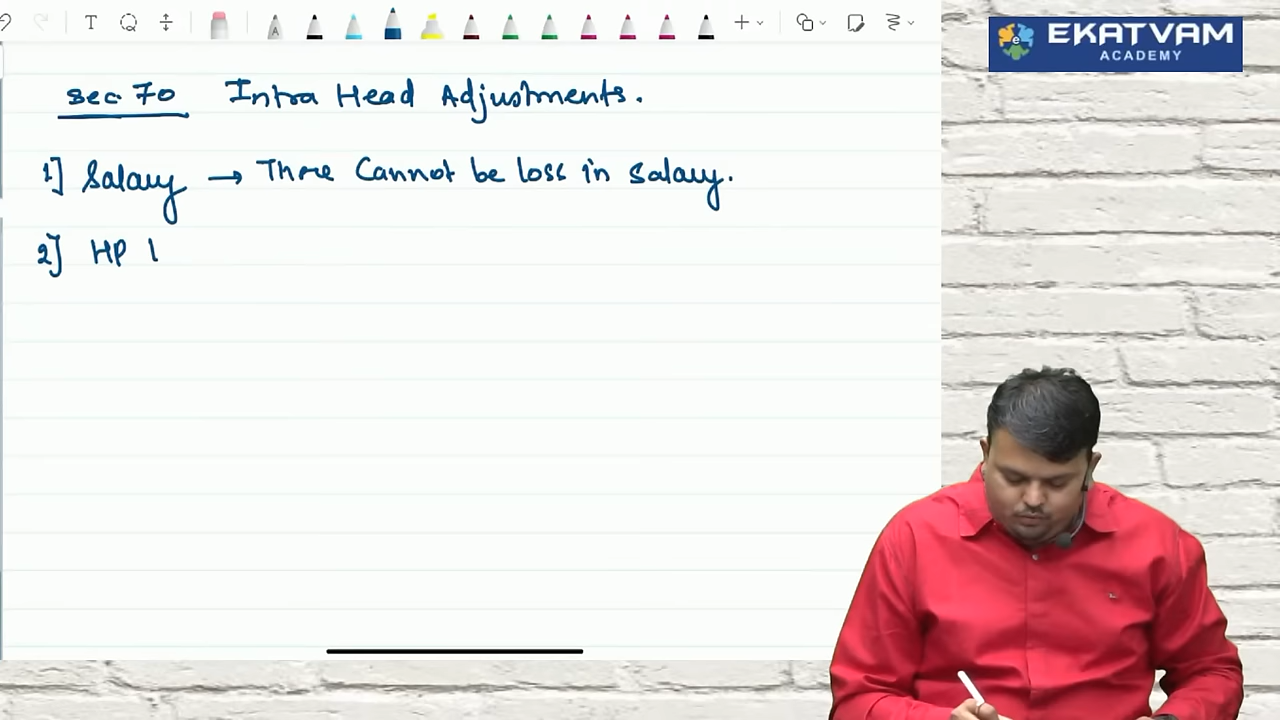 EKATVAM
ACADEMY
Sec 70 Intra Head Adjustments.
1] Salary → There Cannot be loss in Salary.
2] HP l